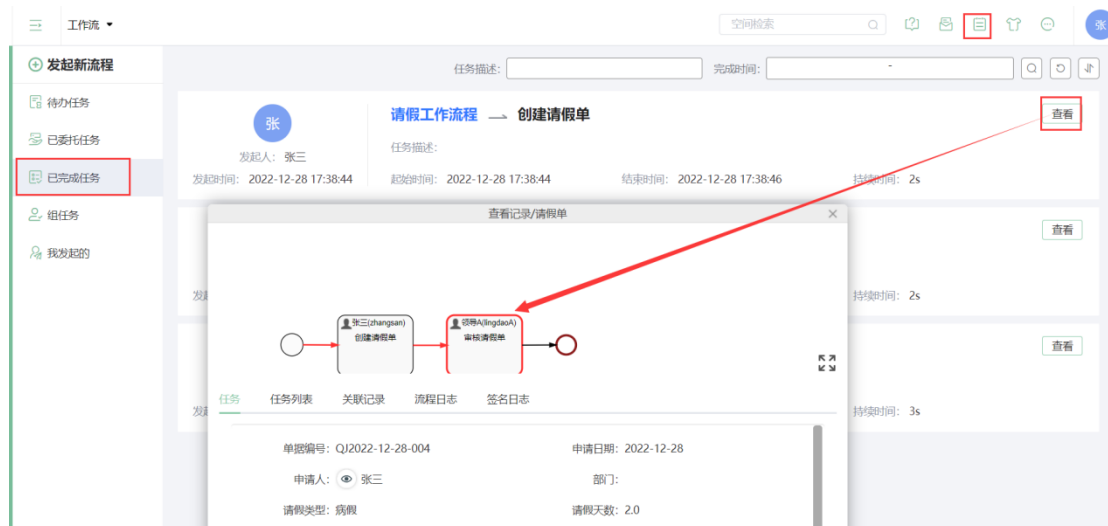 工作流
空间检索
张
发起新流程
任务描述：
完成时间：
-
待办任务
已委托任务
已完成任务
组任务
我发起的
张
发起人： 张三
发起时间： 2022-12-28 17:38:44
请假工作流程 创建请假单
查看
任务描述：
起始时间： 2022-12-28 17:38:44
结束时间： 2022-12-28 17:38:46
持续时间： 2s
查看记录/请假单
查看
发起
持续时间： 2s
张三(zhangsan)
创建请假单
领导A(lingdaoA)
审核请假单
查看
任务
任务列表
关联记录
流程日志
签名日志
发起
持续时间： 3s
单据编号： QJ2022-12-28-004
申请日期： 2022-12-28
申请人： 张三
部门：
请假类型： 病假
请假天数： 2.0